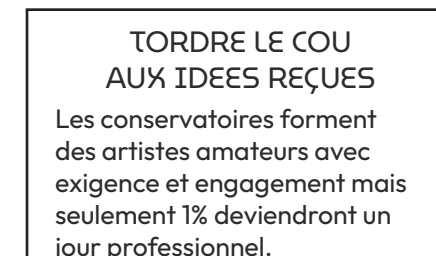 TORDRE LE COU
AUX IDEES REÇUES
Les conservatoires forment
des artistes amateurs avec
exigence et engagement mais
seulement 1% deviendront un
jour professionnel.